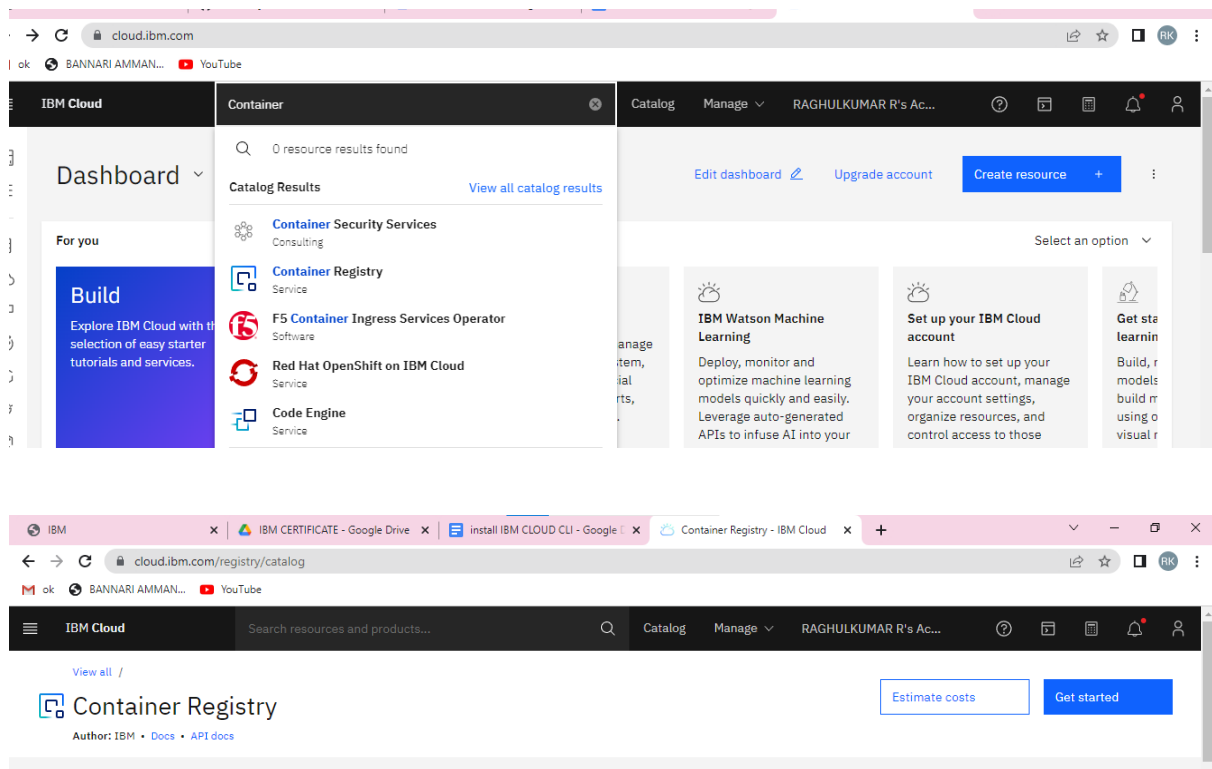 cloud.ibm.com
RK
ok BANNARI AMMAN... YouTube
IBM Cloud
Container
Catalog Manage RAGHULKUMAR R's Ac...
0 resource results found
Dashboard
Catalog Results View all catalog results
Edit dashboard Upgrade account Create resource +
Container Security Services
Consulting
For you
Select an option
Container Registry
Service
Build
Explore IBM Cloud with th
selection of easy starter
tutorials and services.
F5 Container Ingress Services Operator
Software
Red Hat OpenShift on IBM Cloud
Service
Code Engine
Service
anage
tem,
ial
rts,
.
IBM Watson Machine
Learning
Deploy, monitor and
optimize machine learning
models quickly and easily.
Leverage auto-generated
APIs to infuse AI into your
Set up your IBM Cloud
account
Learn how to set up your
IBM Cloud account, manage
your account settings,
organize resources, and
control access to those
Get sta
learnin
Build, r
models
build m
using o
visual r
IBM IBM CERTIFICATE - Google Drive install IBM CLOUD CLI - Google D Container Registry - IBM Cloud
cloud.ibm.com/registry/catalog
RK
ok BANNARI AMMAN... YouTube
IBM Cloud Search resources and products... Catalog Manage RAGHULKUMAR R's Ac...
View all /
Container Registry
Estimate costs Get started
Author: IBM • Docs • API docs